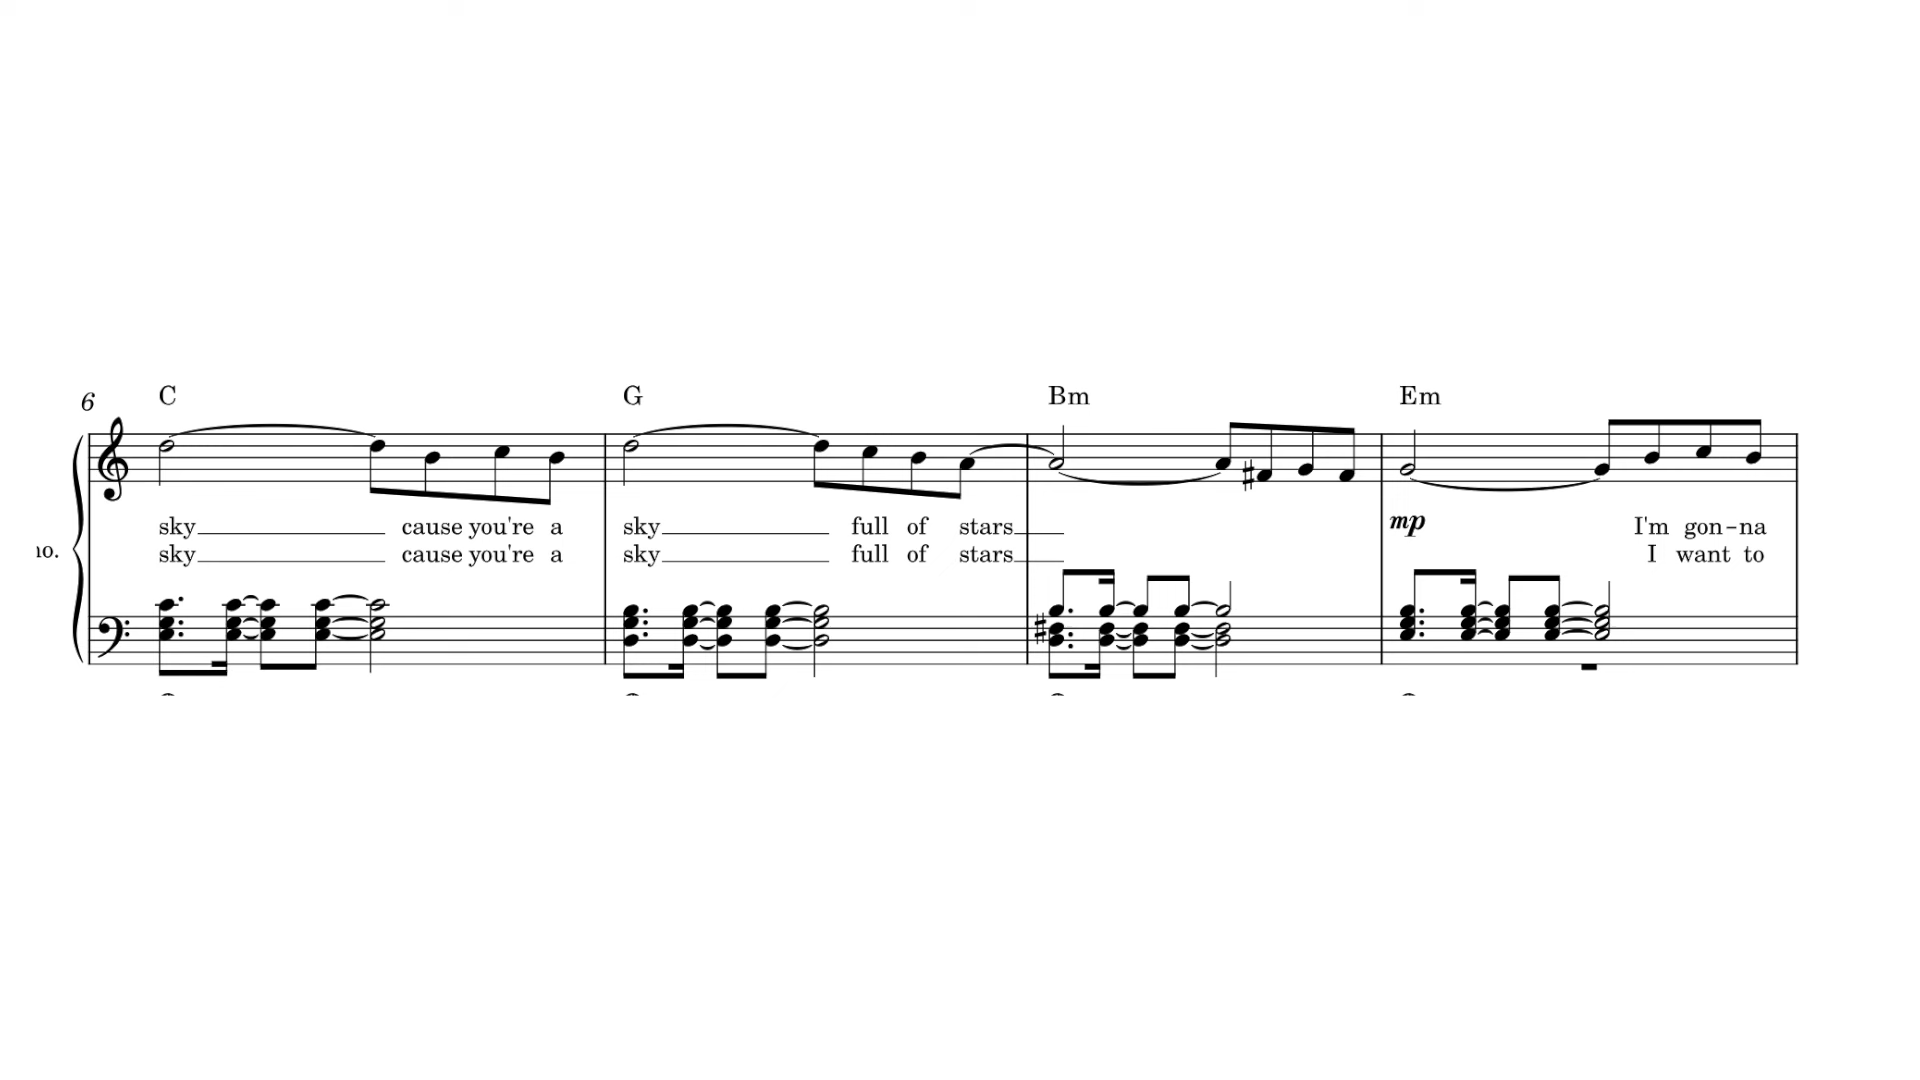 6 C G Bm Em
sky cause you're a sky full of stars mp I'm gon-na
sky cause you're a sky full of stars I want to